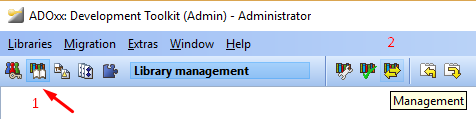 ADOxx: Development Toolkit (Admin) - Administrator
Libraries Migration Extras Window Help
2
Library management
1
Management